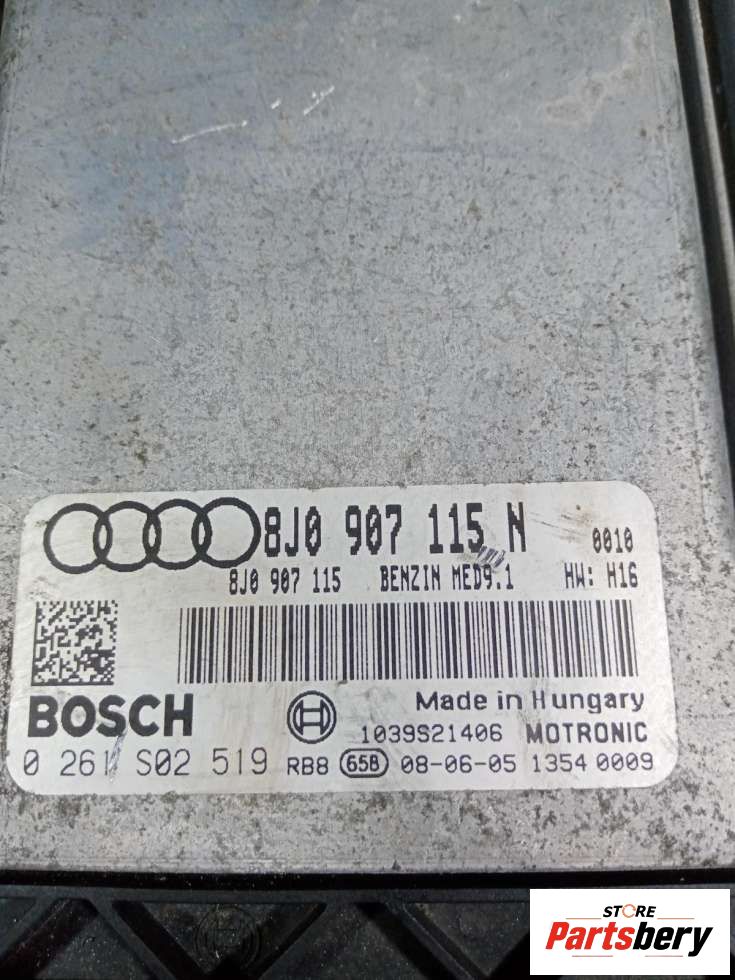 8J0 907 115 N 0010
8J0 907 115 BENZIN MED9.1 HW: H16
BOSCH
Made in Hungary
1039S21406 MOTRONIC
0 261 S02 519 RB8 65B 08-06-05 1354 0009
STORE
Partsbery